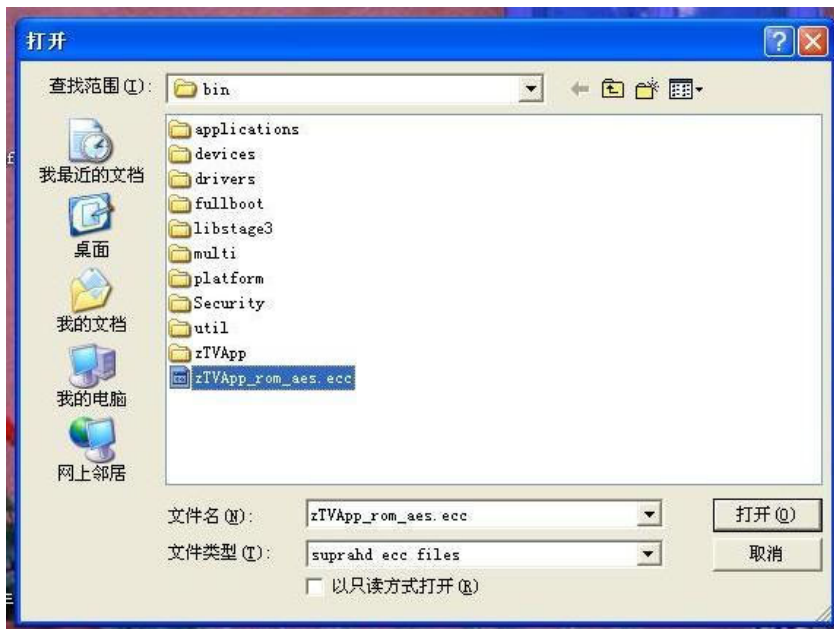 打开
查找范围(I):
bin
applications
devices
drivers
fullboot
libstage3
multi
platform
Security
util
zTVApp
zTVApp_rom_aes.ecc
我最近的文档
桌面
我的文档
我的电脑
网上邻居
文件名(N):
zTVApp_rom_aes.ecc
打开(O)
文件类型(T):
suprahd ecc files
取消
以只读方式打开(R)